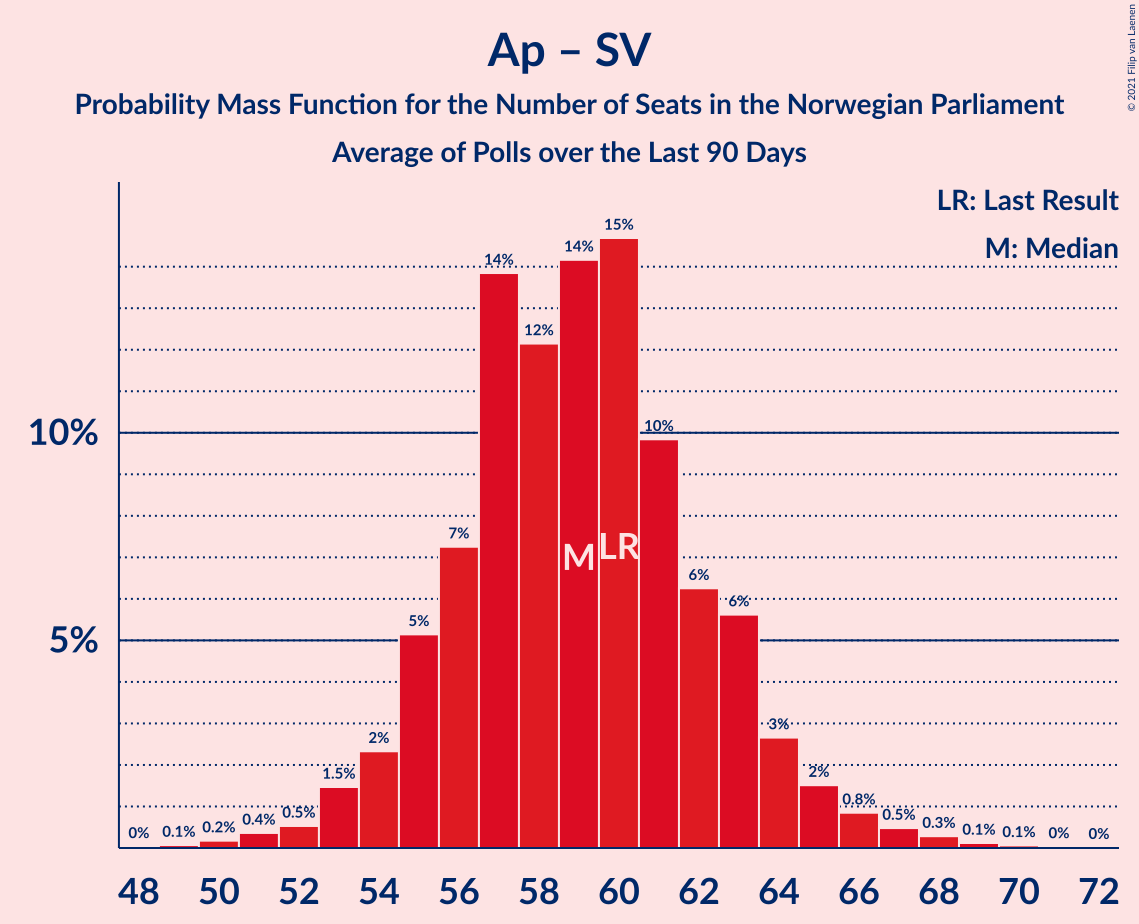 Ap – SV
Probability Mass Function for the Number of Seats in the Norwegian Parliament
Average of Polls over the Last 90 Days
© 2021 Filip van Laenen
LR: Last Result
M: Median
10%
5%
0% 0.1% 0.2% 0.4% 0.5% 1.5% 2% 5% 7% 14% 12% 14% 15% 10% 6% 6% 3% 2% 0.8% 0.5% 0.3% 0.1% 0.1% 0% 0%
M LR
48 50 52 54 56 58 60 62 64 66 68 70 72